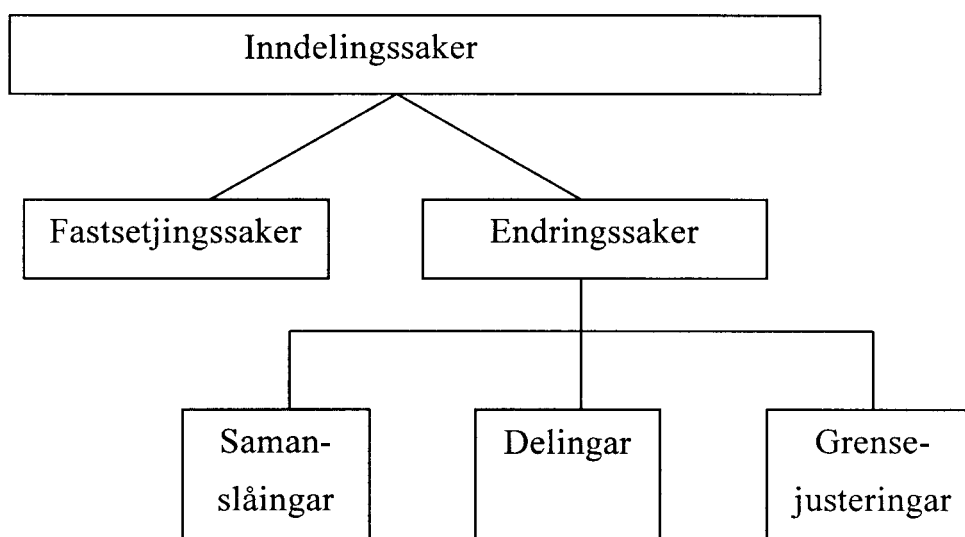 Inndelingssaker
Fastsetjingssaker
Endringssaker
Saman-
slåingar
Delingar
Grense-
justeringar